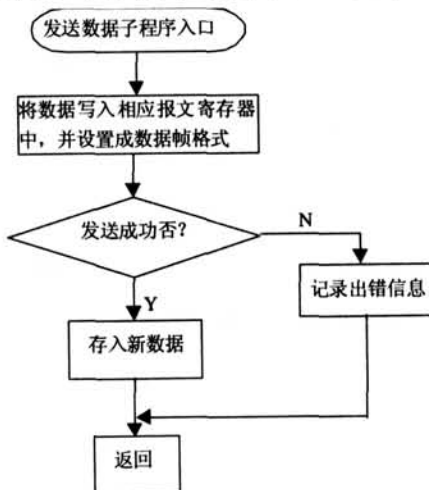 发送数据子程序入口
将数据写入相应报文寄存器
中，并设置成数据帧格式
发送成功否？
N
记录出错信息
Y
存入新数据
返回